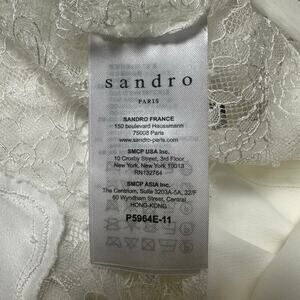 sandro
PARIS
SANDRO FRANCE
150 boulevard Haussmann
75008 Paris
www.sandro-paris.com
SMCP USA Inc.
10 Crosby Street, 3rd Floor
New York, New York 10013
RN132784
SMCP ASIA Inc.
The Centrium, Suite 3203A-5A, 22/F
60 Wyndham Street, Central
HONG-KONG
P5964E-11